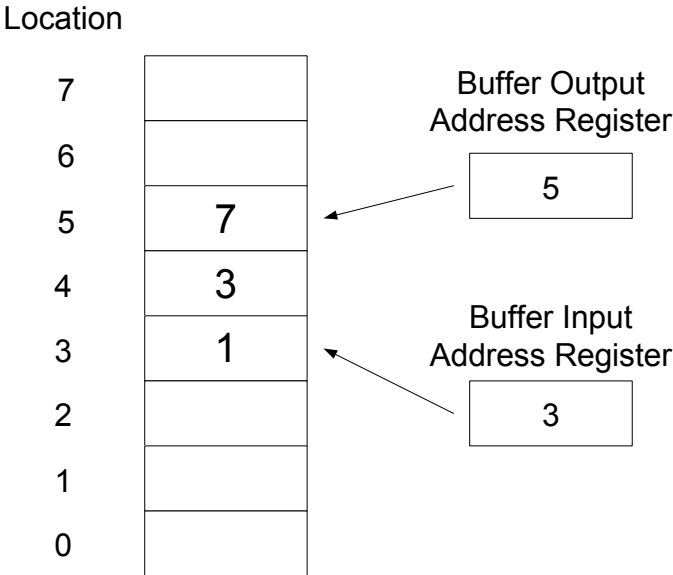 Location
7
6
5
4
3
2
1
0
7
3
1
Buffer Output
Address Register
5
Buffer Input
Address Register
3